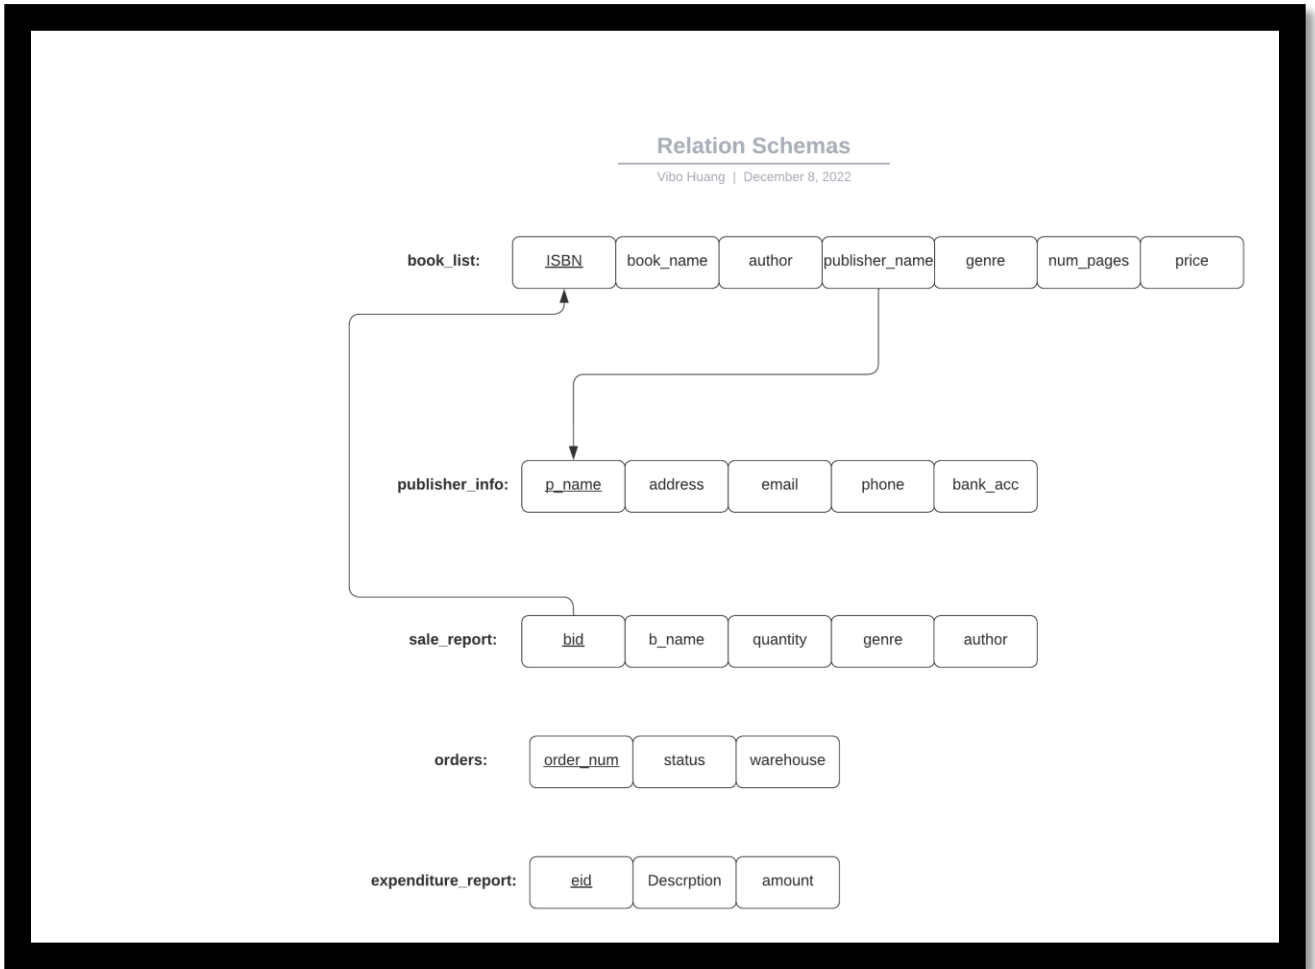 Relation Schemas
Vibo Huang | December 8, 2022
book_list: ISBN book_name author publisher_name genre num_pages price
publisher_info: p_name address email phone bank_acc
sale_report: bid b_name quantity genre author
orders: order_num status warehouse
expenditure_report: eid Descrption amount